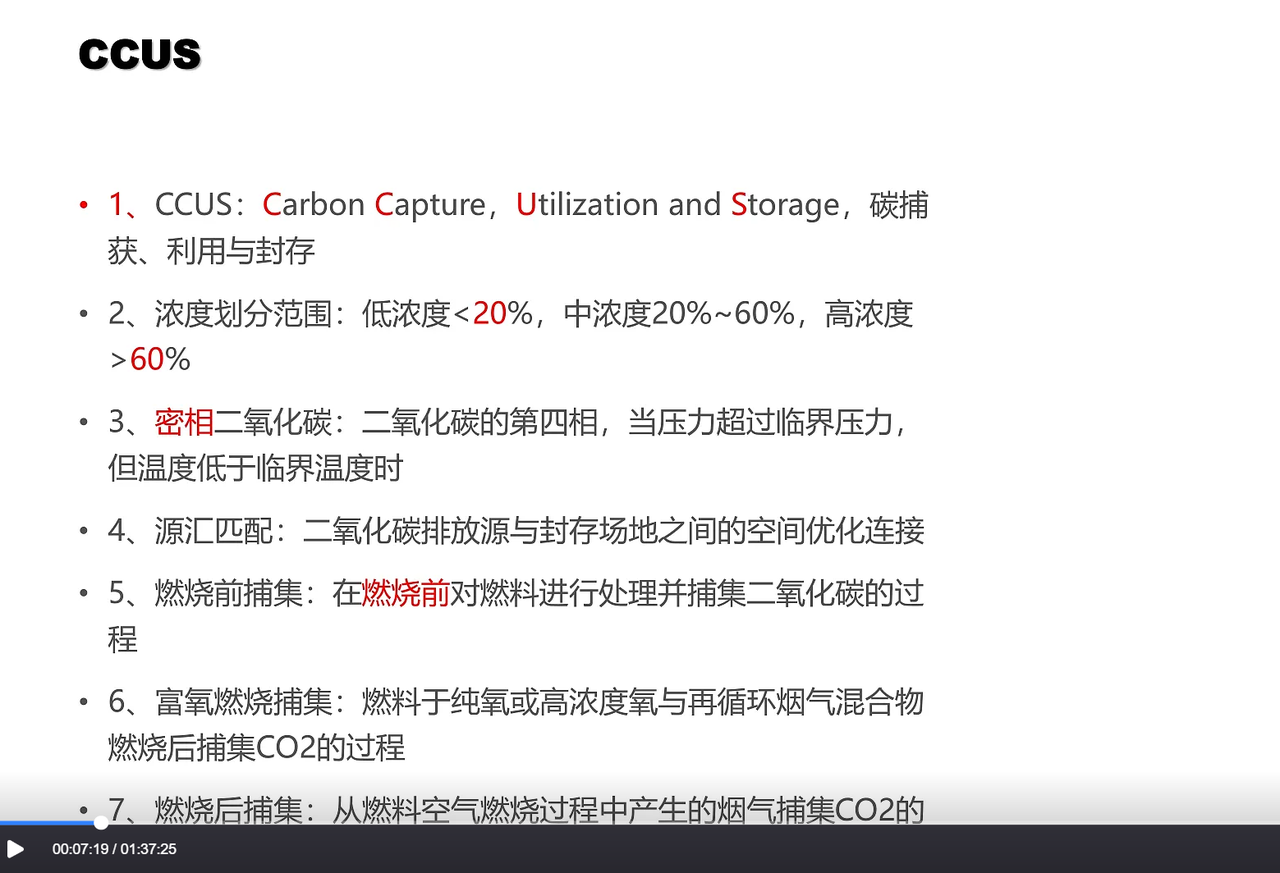 CCUS
• 1、CCUS：Carbon Capture，Utilization and Storage，碳捕
获、利用与封存
• 2、浓度划分范围：低浓度<20%，中浓度20%~60%，高浓度
>60%
• 3、密相二氧化碳：二氧化碳的第四相，当压力超过临界压力，
但温度低于临界温度时
• 4、源汇匹配：二氧化碳排放源与封存场地之间的空间优化连接
• 5、燃烧前捕集：在燃烧前对燃料进行处理并捕集二氧化碳的过
程
• 6、富氧燃烧捕集：燃料于纯氧或高浓度氧与再循环烟气混合物
燃烧后捕集CO2的过程
• 7、燃烧后捕集：从燃料空气燃烧过程中产生的烟气捕集CO2的
00:07:19 / 01:37:25